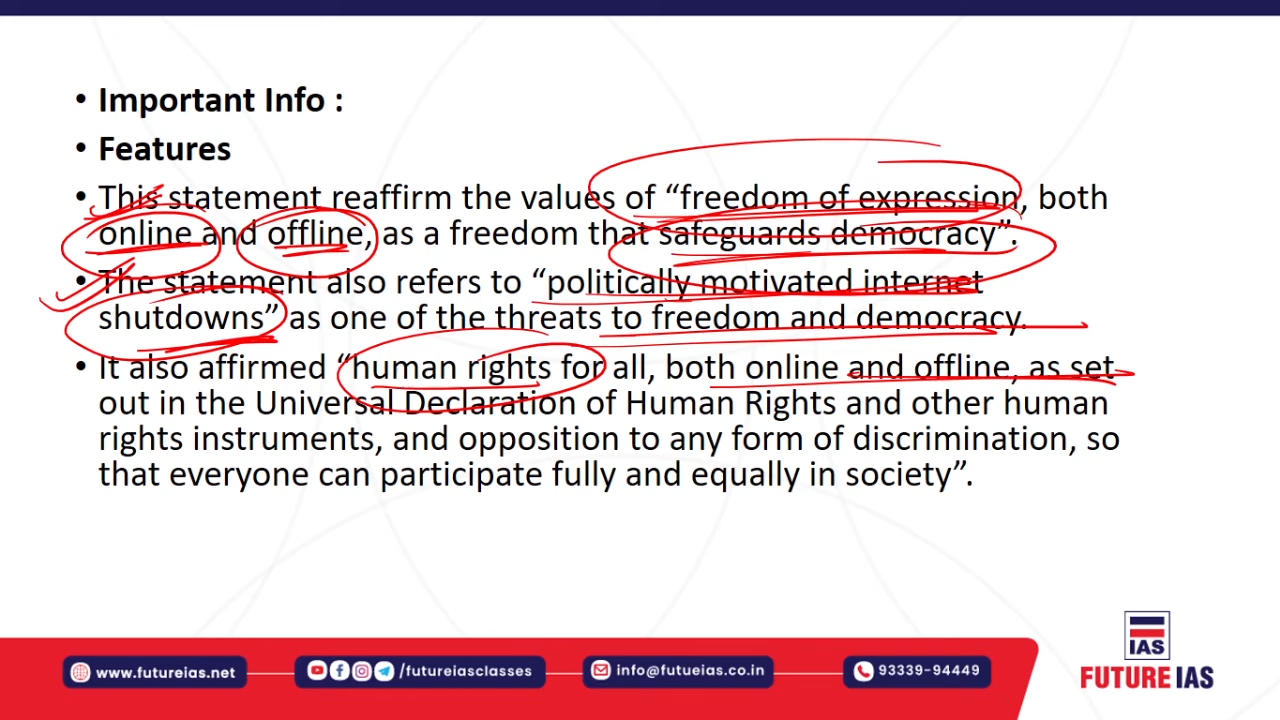 • Important Info :
• Features
• This statement reaffirm the values of “freedom of expression, both
online and offline, as a freedom that safeguards democracy”.
• The statement also refers to “politically motivated internet
shutdowns” as one of the threats to freedom and democracy.
• It also affirmed “human rights for all, both online and offline, as set
out in the Universal Declaration of Human Rights and other human
rights instruments, and opposition to any form of discrimination, so
that everyone can participate fully and equally in society”.
IAS
FUTURE IAS
www.futureias.net
/futureiasclasses
info@futueias.co.in
93339-94449